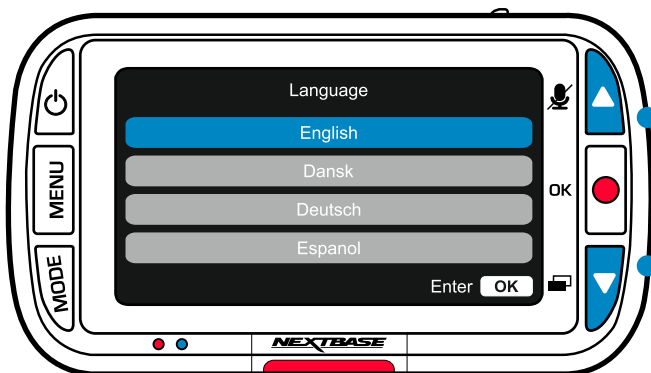 Language
English
Dansk
Deutsch
Espanol
Enter OK
MENU
MODE
OK
NEXTBASE